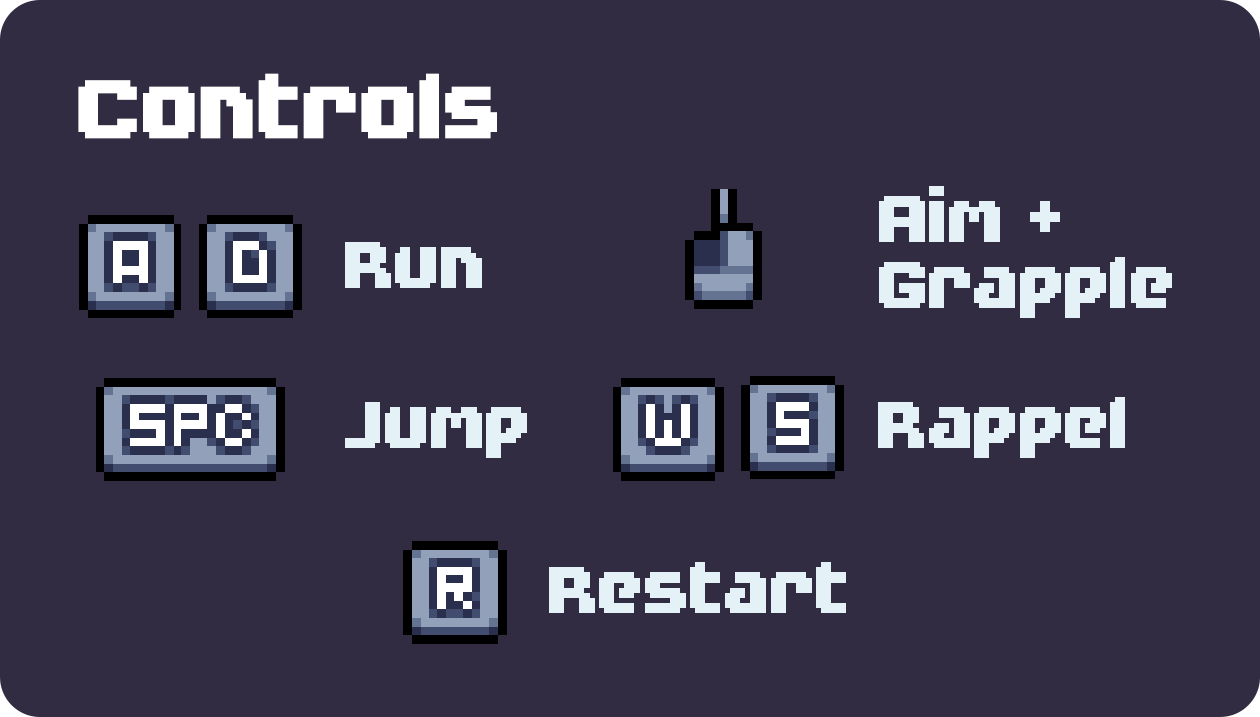 Controls
A D Run
Aim +
Grapple
SPC Jump
W S Rappel
R Restart